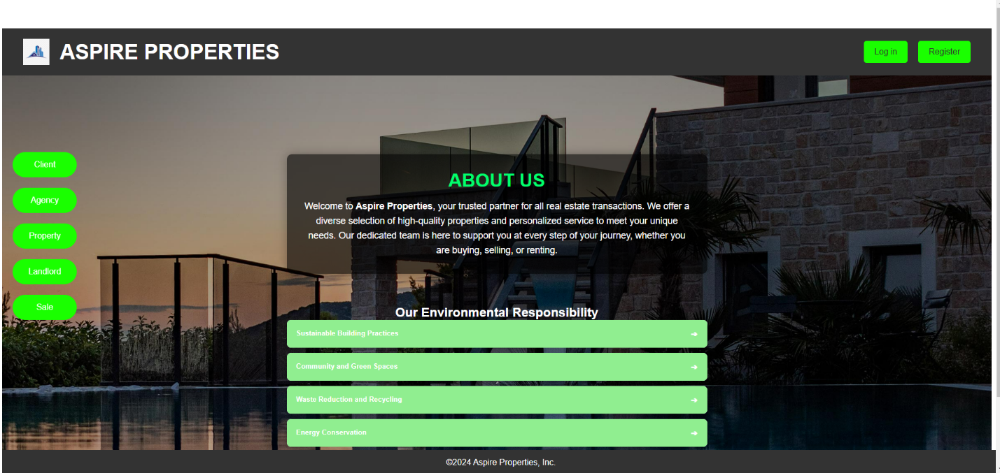 ASPIRE PROPERTIES
Log in
Register
Client
Agency
Property
Landlord
Sale
ABOUT US
Welcome to Aspire Properties, your trusted partner for all real estate transactions. We offer a
diverse selection of high-quality properties and personalized service to meet your unique
needs. Our dedicated team is here to support you at every step of your journey, whether you
are buying, selling, or renting.
Our Environmental Responsibility
Sustainable Building Practices
Community and Green Spaces
Waste Reduction and Recycling
Energy Conservation
©2024 Aspire Properties, Inc.